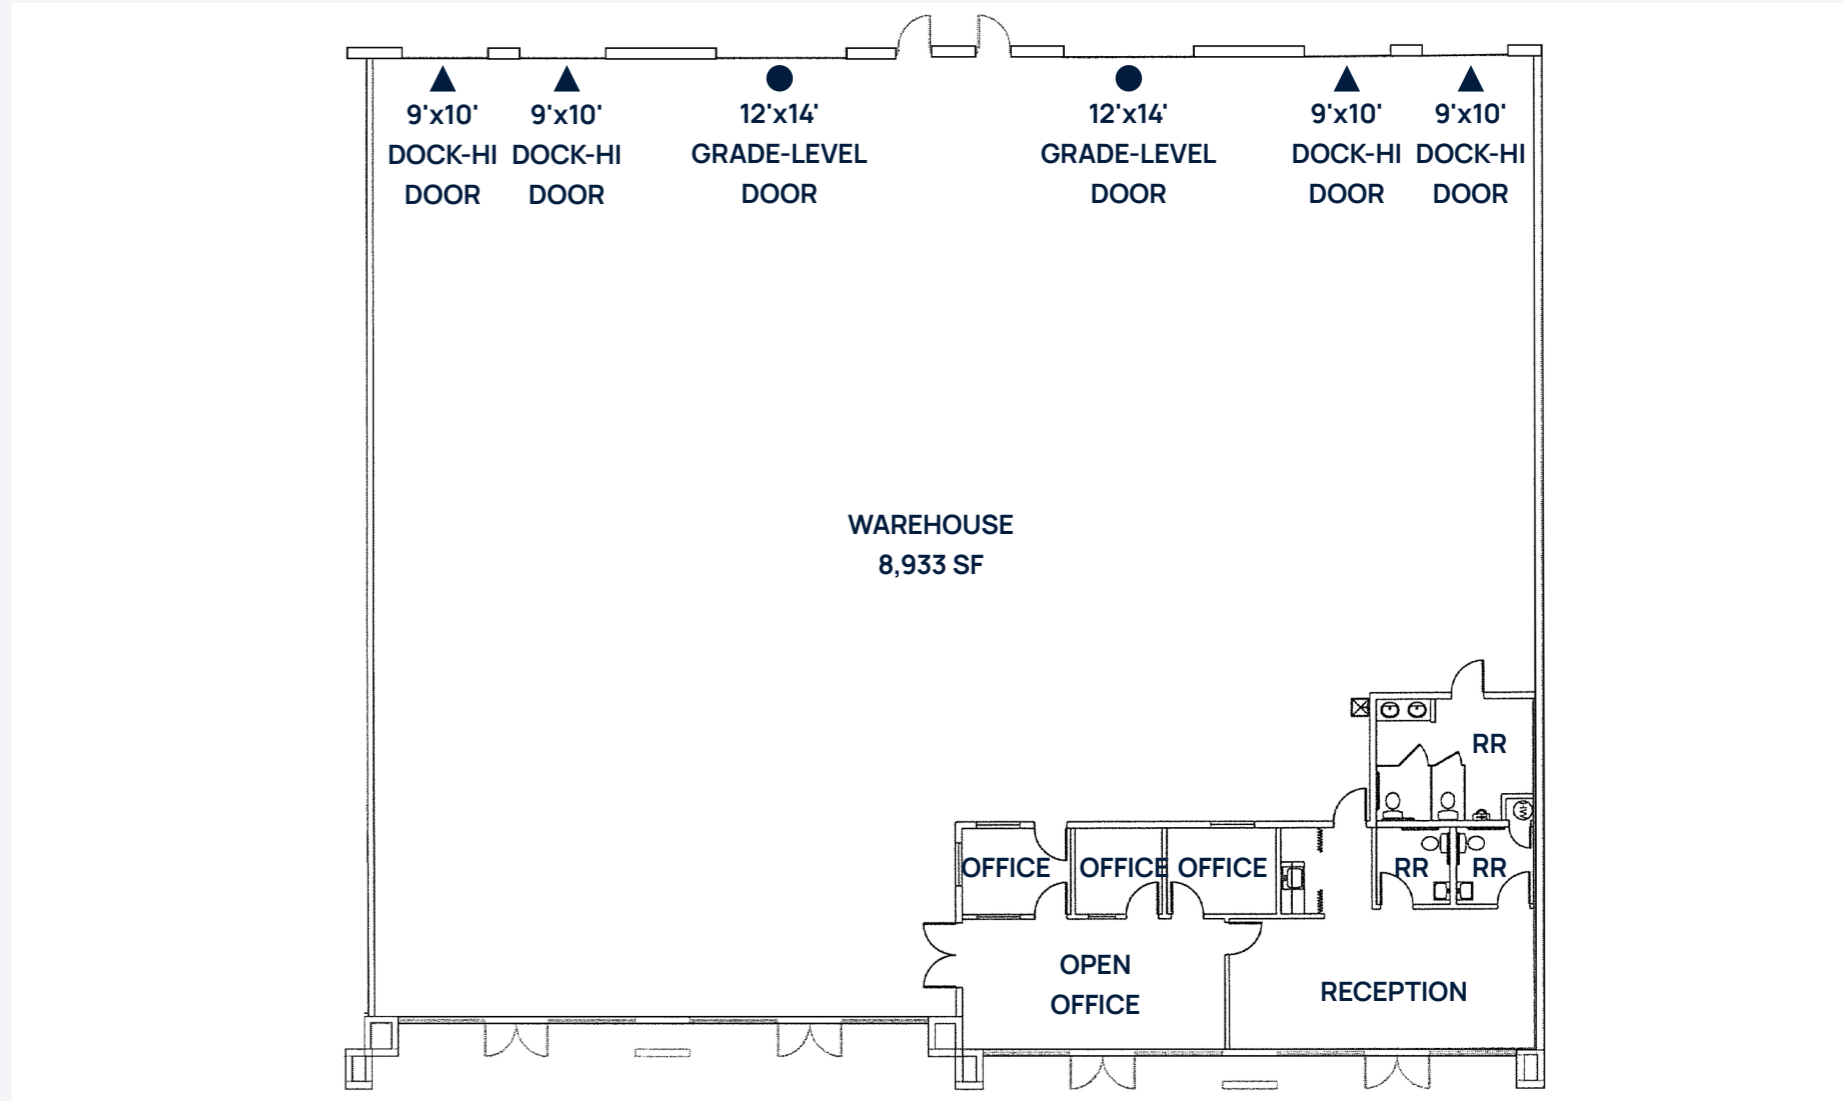 9'x10'
DOCK-HI
DOOR
9'x10'
DOCK-HI
DOOR
12'x14'
GRADE-LEVEL
DOOR
12'x14'
GRADE-LEVEL
DOOR
9'x10'
DOCK-HI
DOOR
9'x10'
DOCK-HI
DOOR
WAREHOUSE
8,933 SF
RR
HW
OFFICE
OFFICE
OFFICE
RR
RR
OPEN
OFFICE
RECEPTION